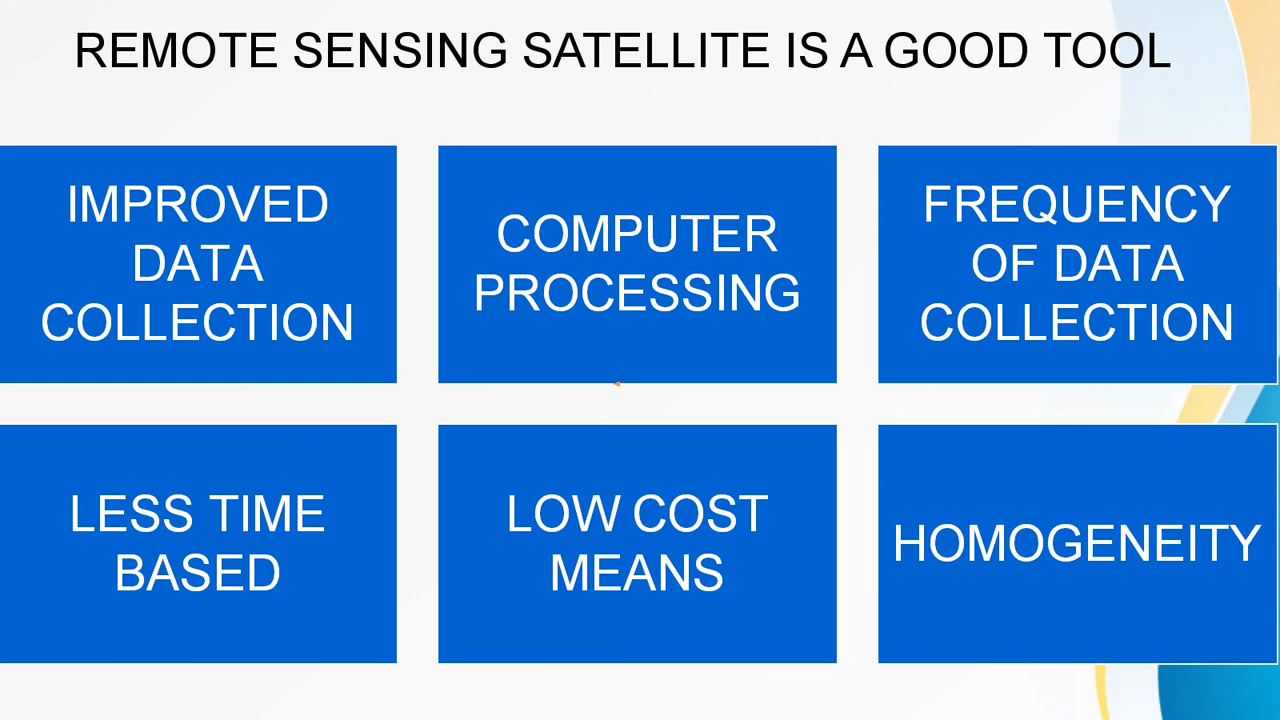 REMOTE SENSING SATELLITE IS A GOOD TOOL
IMPROVED
DATA
COLLECTION
COMPUTER
PROCESSING
FREQUENCY
OF DATA
COLLECTION
LESS TIME
BASED
LOW COST
MEANS
HOMOGENEITY